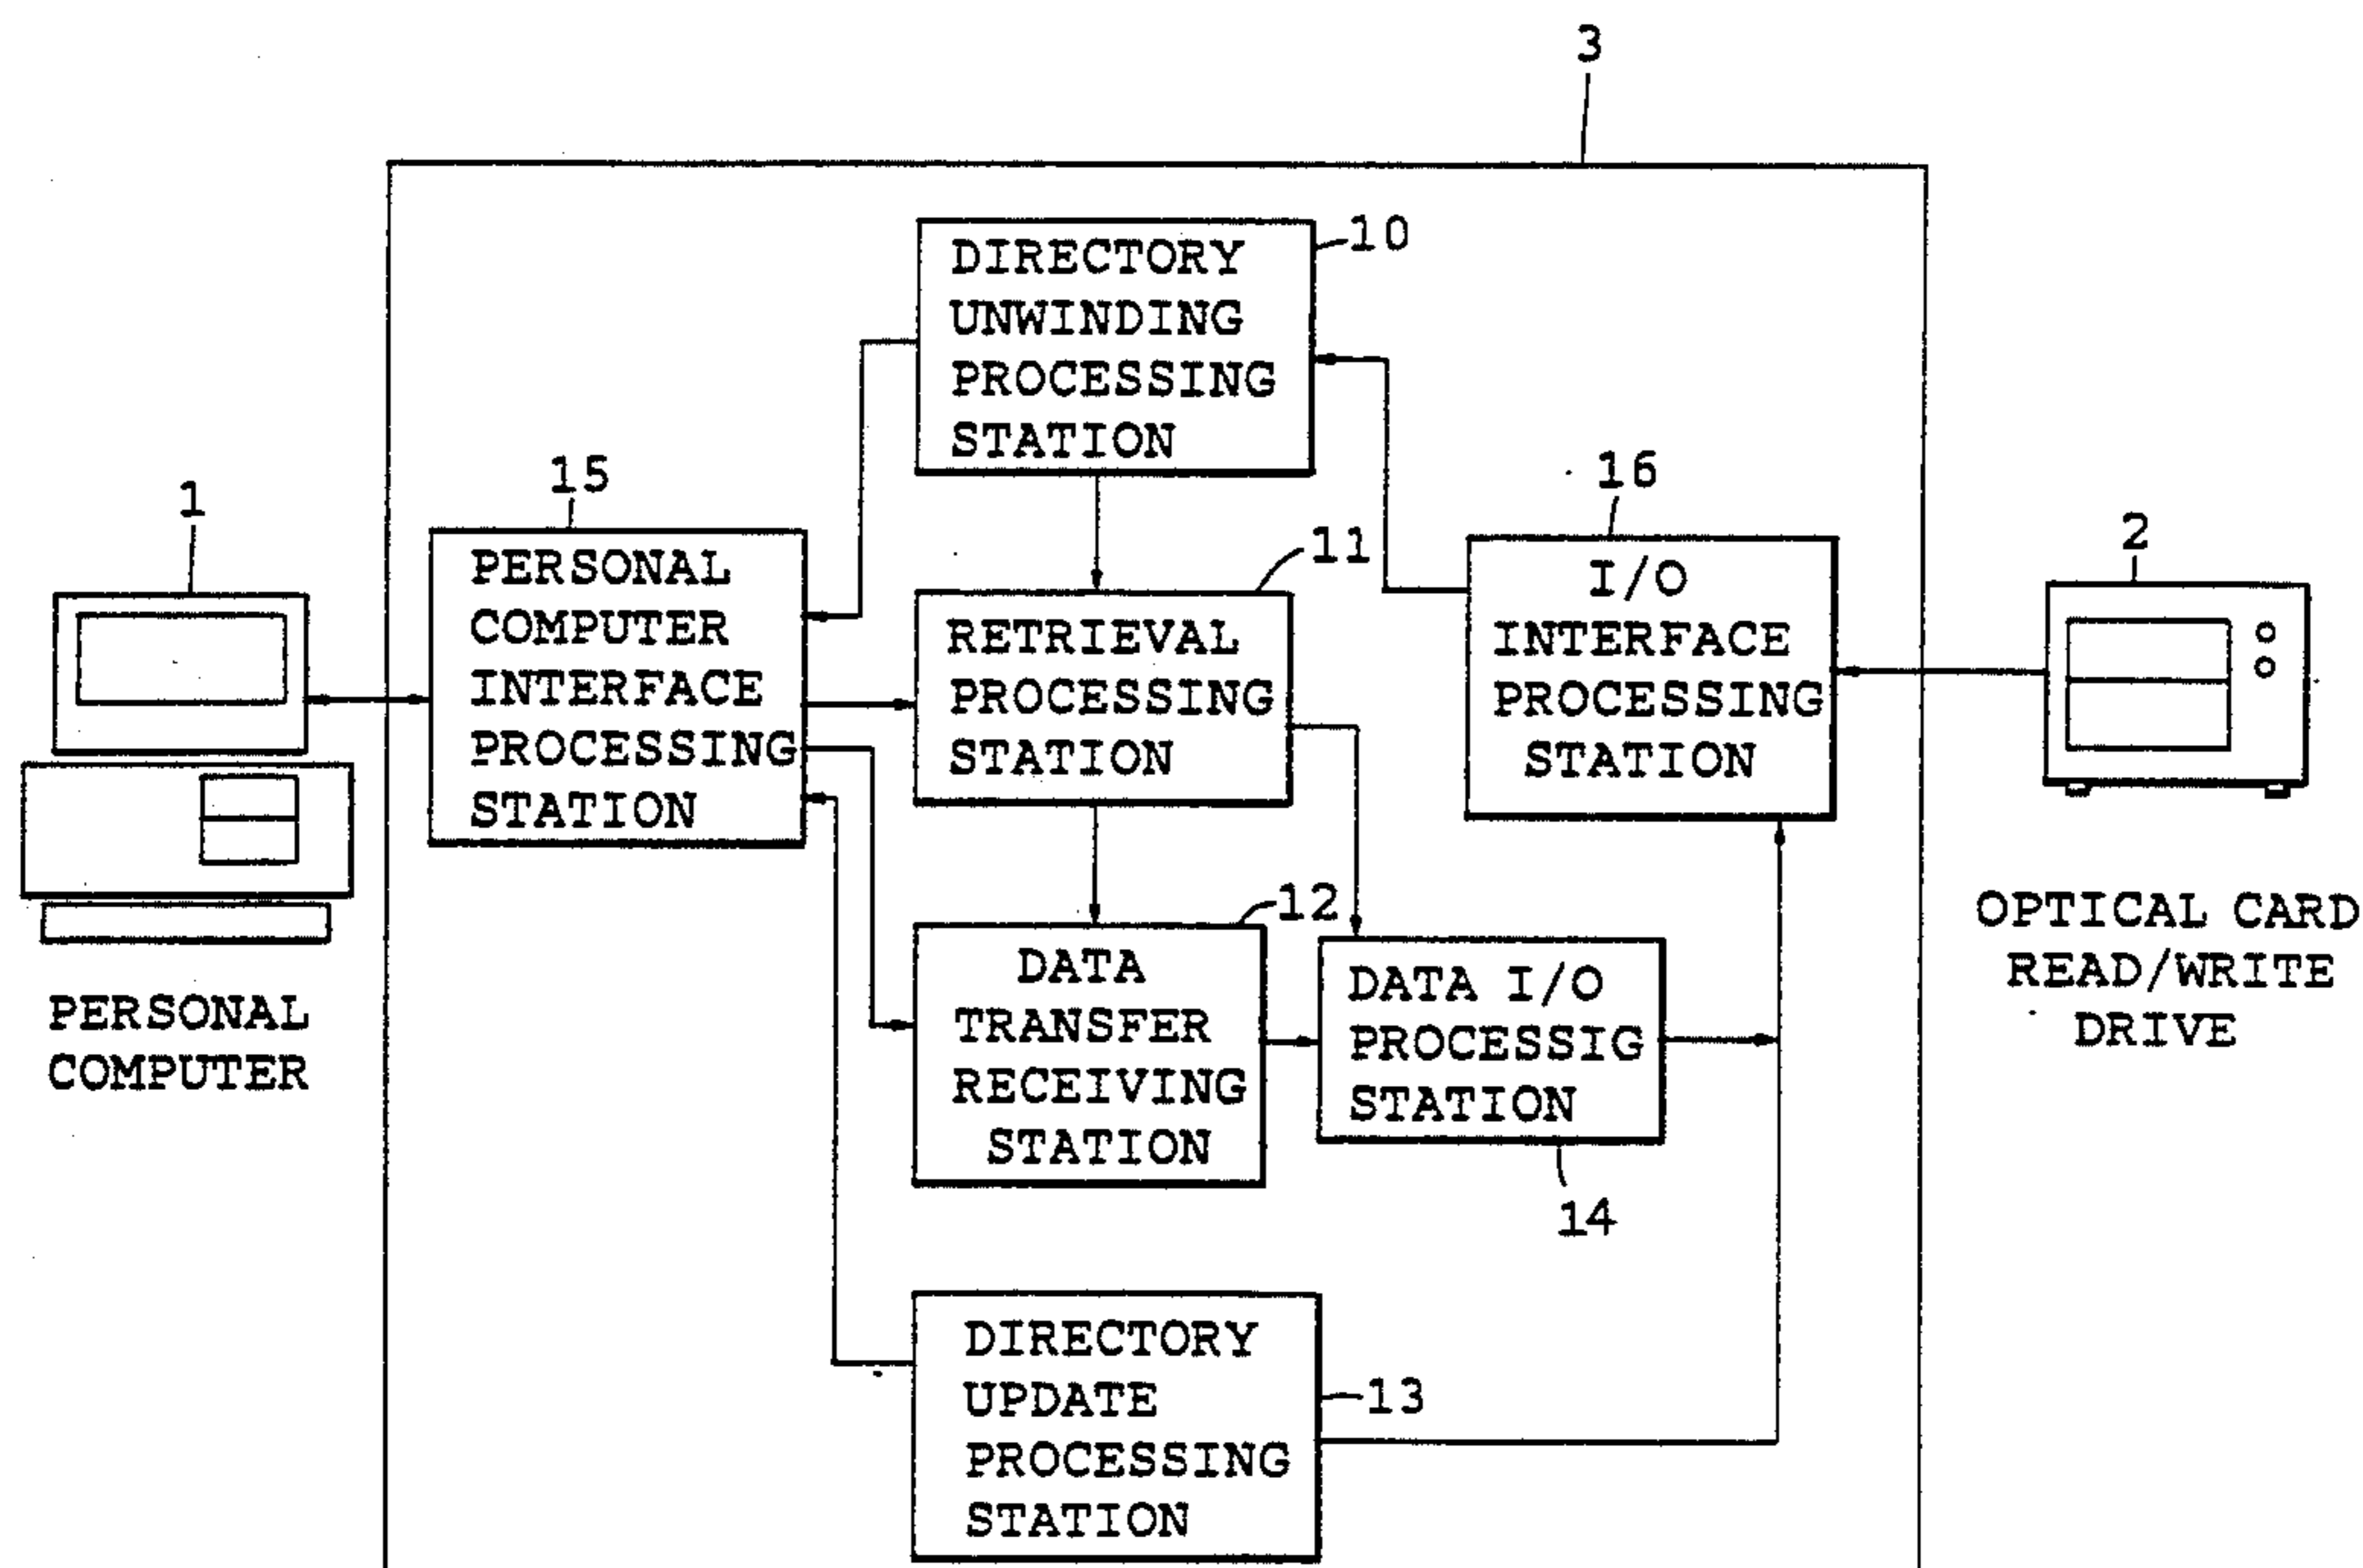 3
DIRECTORY
UNWINDING
PROCESSING
STATION
10
15
PERSONAL
COMPUTER
INTERFACE
PROCESSING
STATION
1
PERSONAL
COMPUTER
11
RETRIEVAL
PROCESSING
STATION
16
I/O
INTERFACE
PROCESSING
STATION
2
OPTICAL CARD
READ/WRITE
DRIVE
12
DATA
TRANSFER
RECEIVING
STATION
DATA I/O
PROCESSIG
STATION
14
DIRECTORY
UPDATE
PROCESSING
STATION
13